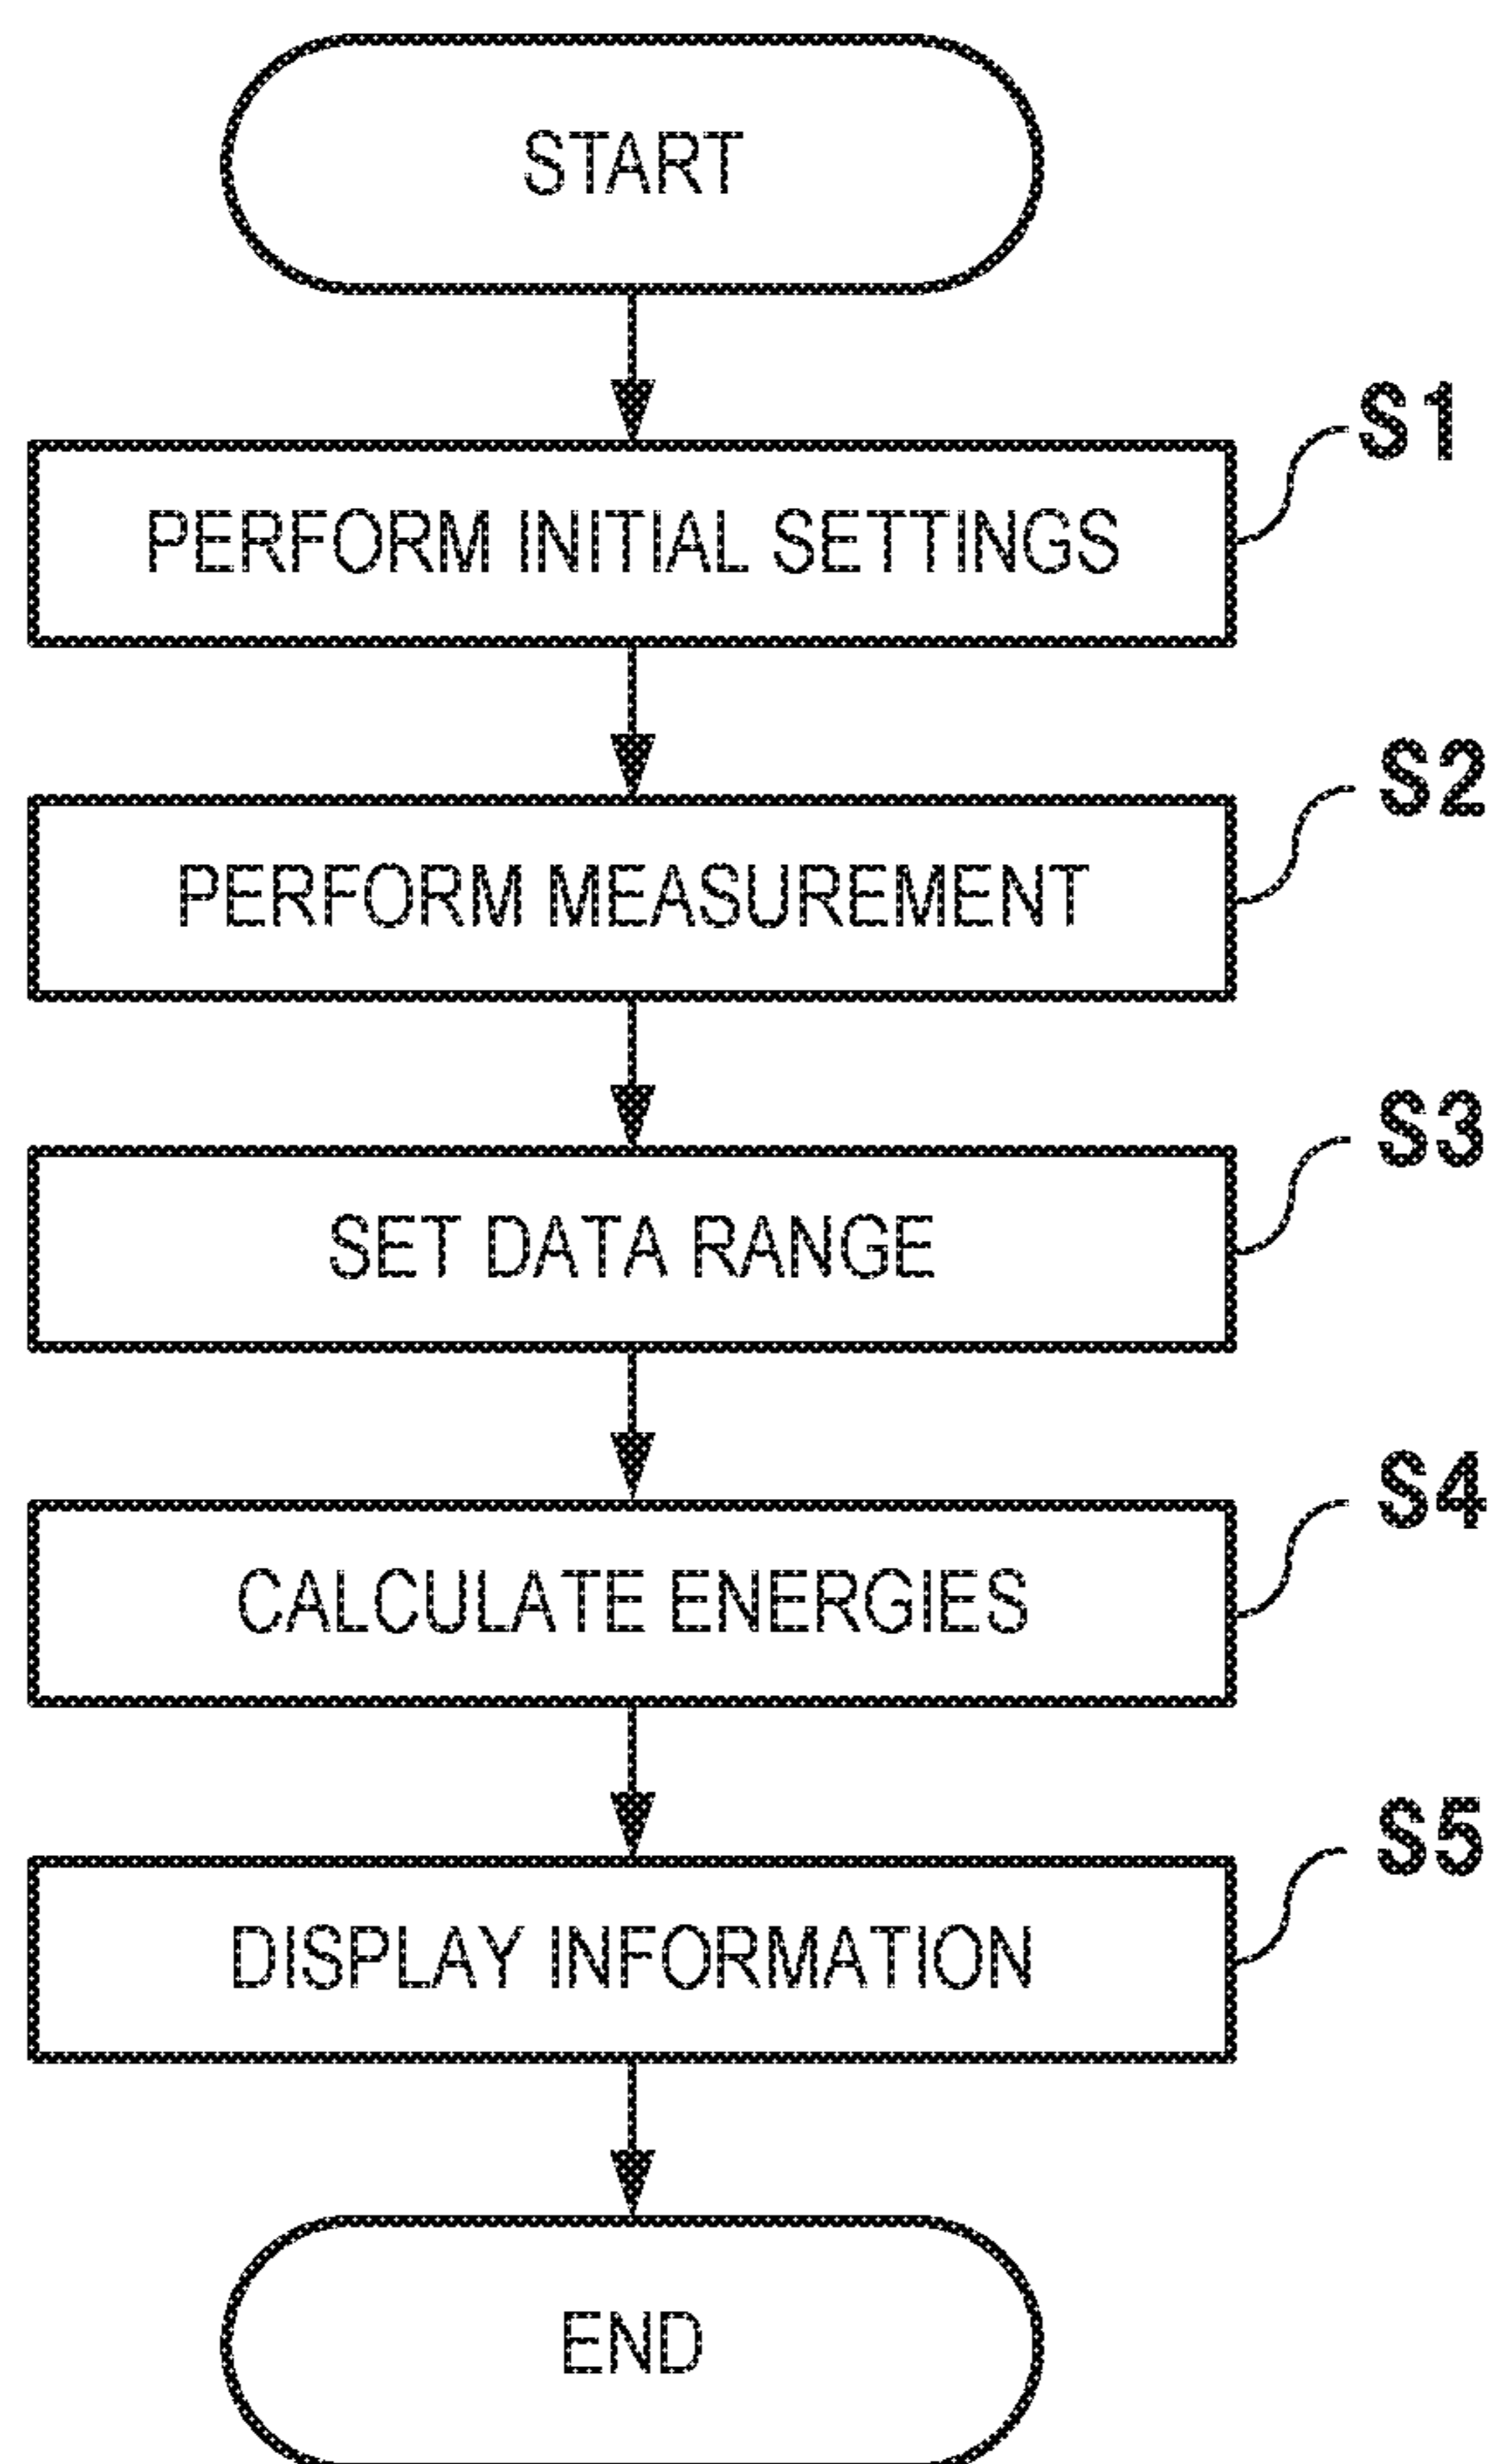 START
S1
PERFORM INITIAL SETTINGS
S2
PERFORM MEASUREMENT
S3
SET DATA RANGE
S4
CALCULATE ENERGIES
S5
DISPLAY INFORMATION
END